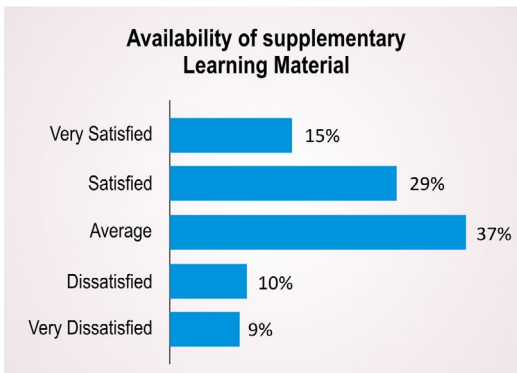 Availability of supplementary
Learning Material
Very Satisfied 15%
Satisfied 29%
Average 37%
Dissatisfied 10%
Very Dissatisfied 9%